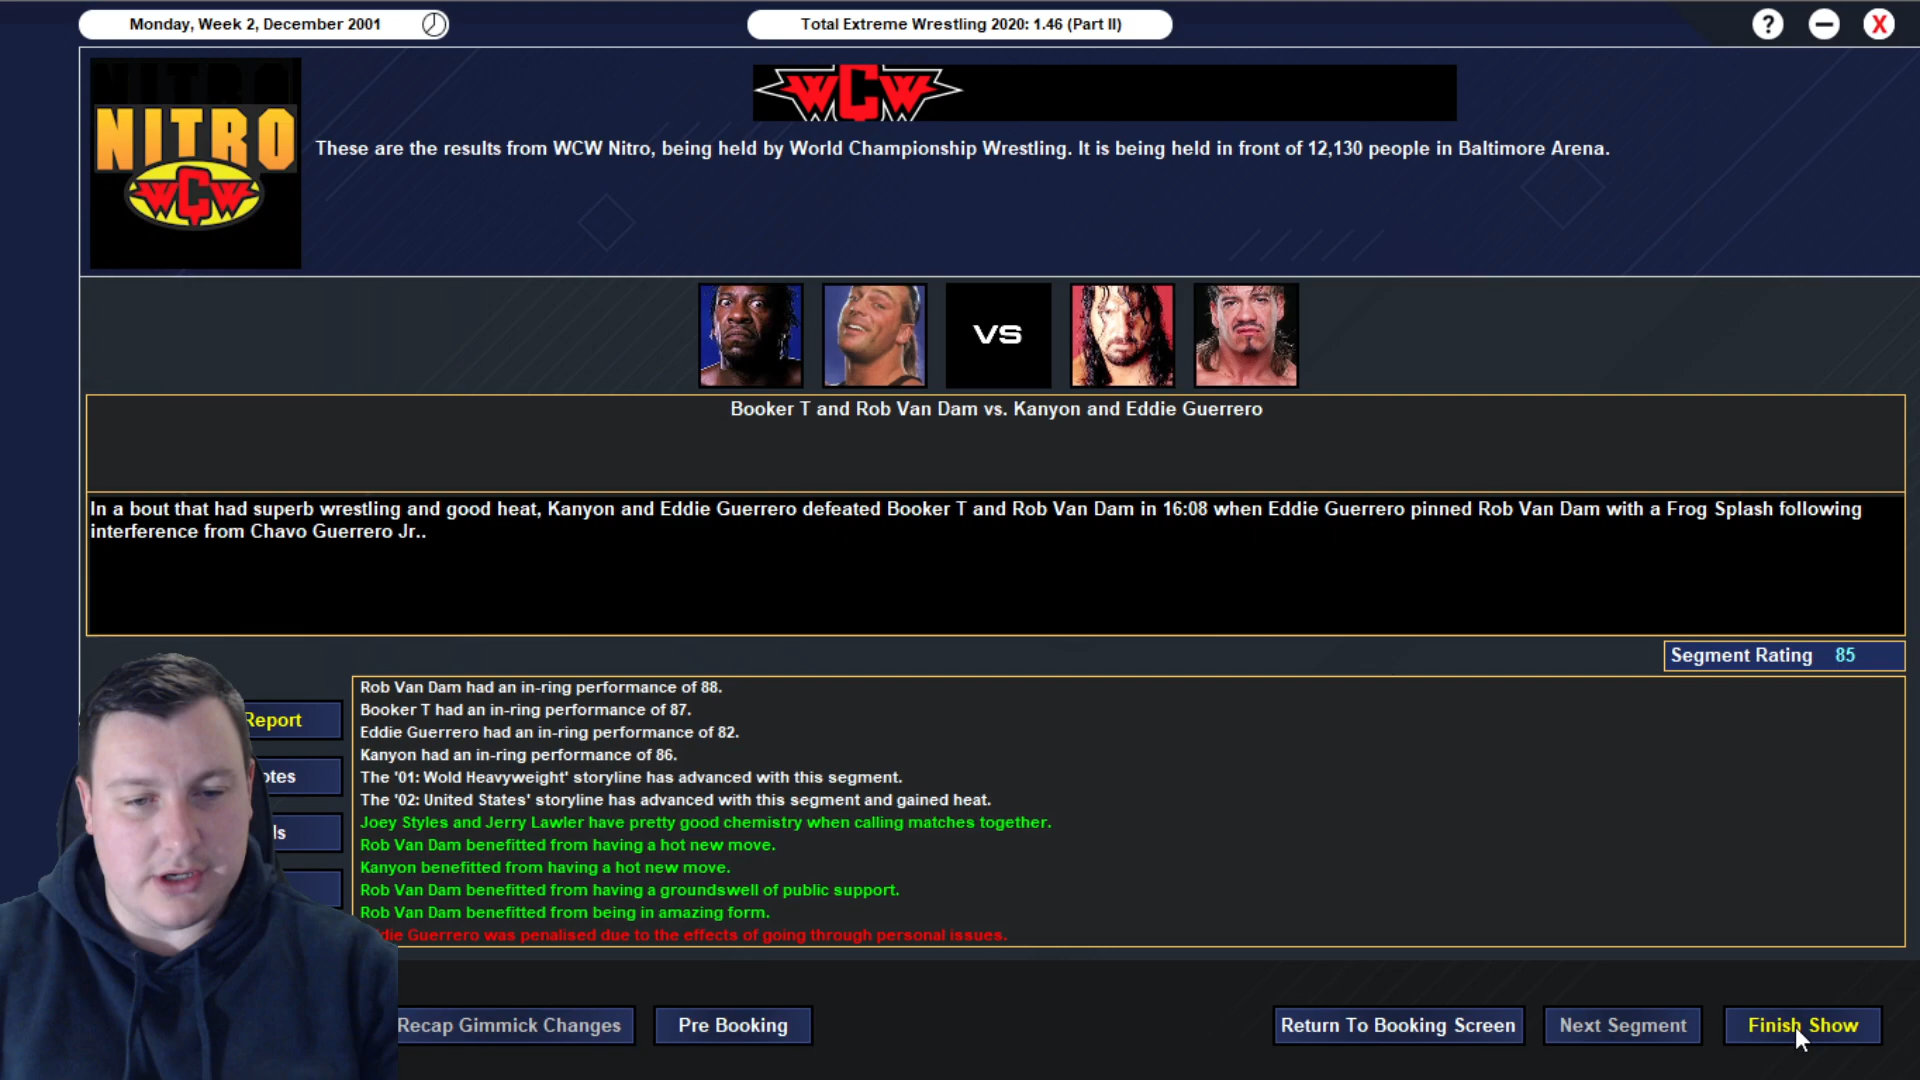 Monday, Week 2, December 2001
Total Extreme Wrestling 2020: 1.46 (Part II)
?
X
NITRO
WCW
WCW
These are the results from WCW Nitro, being held by World Championship Wrestling. It is being held in front of 12,130 people in Baltimore Arena.
VS
Booker T and Rob Van Dam vs. Kanyon and Eddie Guerrero
In a bout that had superb wrestling and good heat, Kanyon and Eddie Guerrero defeated Booker T and Rob Van Dam in 16:08 when Eddie Guerrero pinned Rob Van Dam with a Frog Splash following
interference from Chavo Guerrero Jr..
Segment Rating 85
Report
otes
ls
Rob Van Dam had an in-ring performance of 88.
Booker T had an in-ring performance of 87.
Eddie Guerrero had an in-ring performance of 82.
Kanyon had an in-ring performance of 86.
The '01: Wold Heavyweight' storyline has advanced with this segment.
The '02: United States' storyline has advanced with this segment and gained heat.
Joey Styles and Jerry Lawler have pretty good chemistry when calling matches together.
Rob Van Dam benefitted from having a hot new move.
Kanyon benefitted from having a hot new move.
Rob Van Dam benefitted from having a groundswell of public support.
Rob Van Dam benefitted from being in amazing form.
die Guerrero was penalised due to the effects of going through personal issues.
Recap Gimmick Changes
Pre Booking
Return To Booking Screen
Next Segment
Finish Show